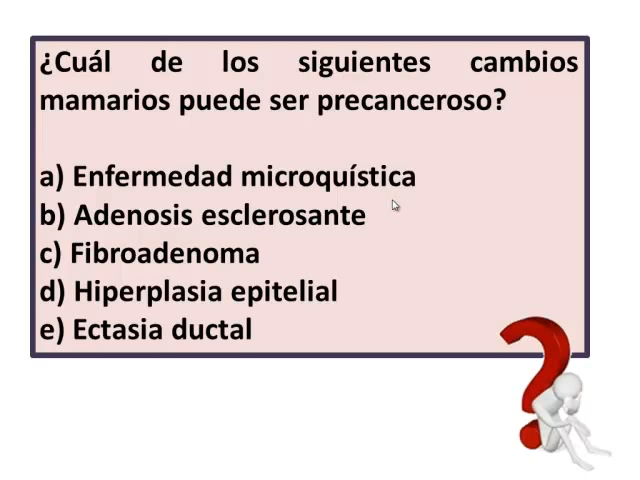 ¿Cuál de los siguientes cambios
mamarios puede ser precanceroso?
a) Enfermedad microquística
b) Adenosis esclerosante
c) Fibroadenoma
d) Hiperplasia epitelial
e) Ectasia ductal